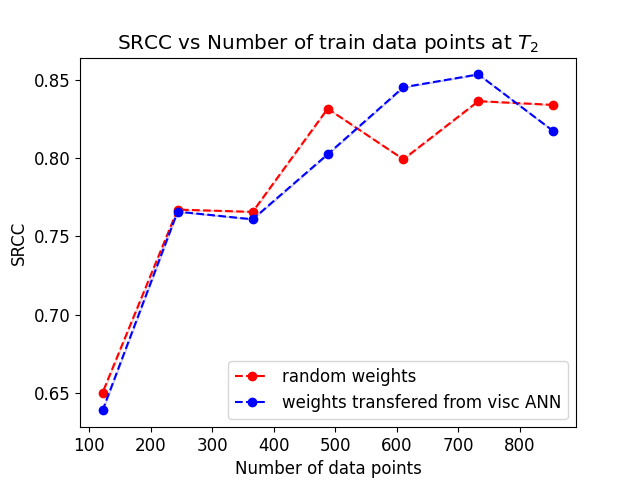 SRCC vs Number of train data points at $T_2$
0.85
0.80
0.75
0.70
0.65
SRCC
random weights
weights transfered from visc ANN
100 200 300 400 500 600 700 800
Number of data points